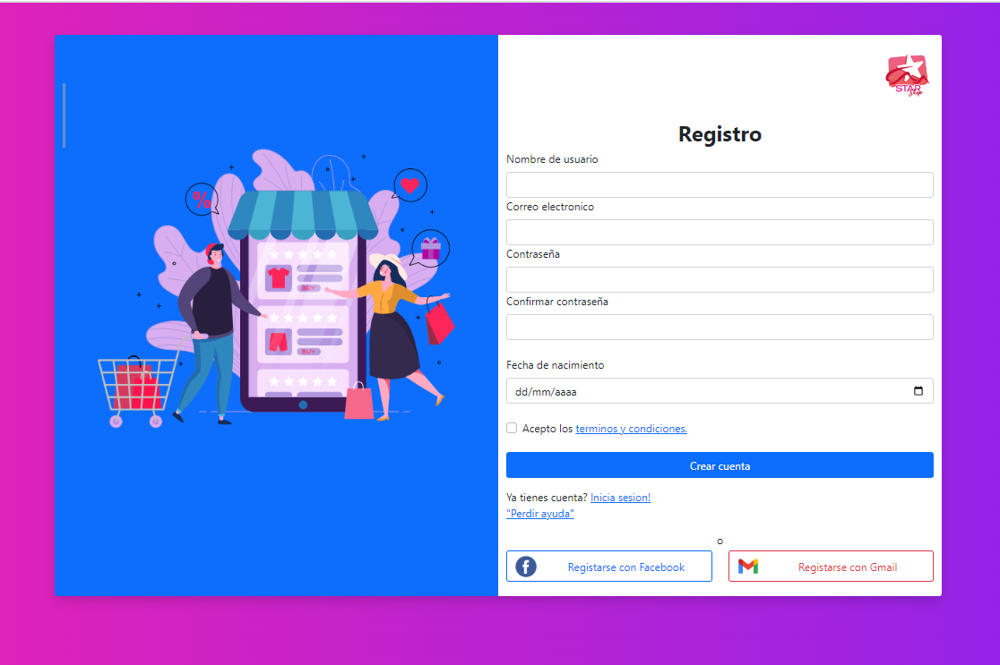 STAR
Shop
Registro
Nombre de usuario
Correo electronico
Contraseña
Confirmar contraseña
Fecha de nacimiento
dd/mm/aaaa
Acepto los terminos y condiciones.
Crear cuenta
Ya tienes cuenta? Inicia sesion!
"Perdir ayuda"
o
Registarse con Facebook
Registarse con Gmail
%
BUY
BUY